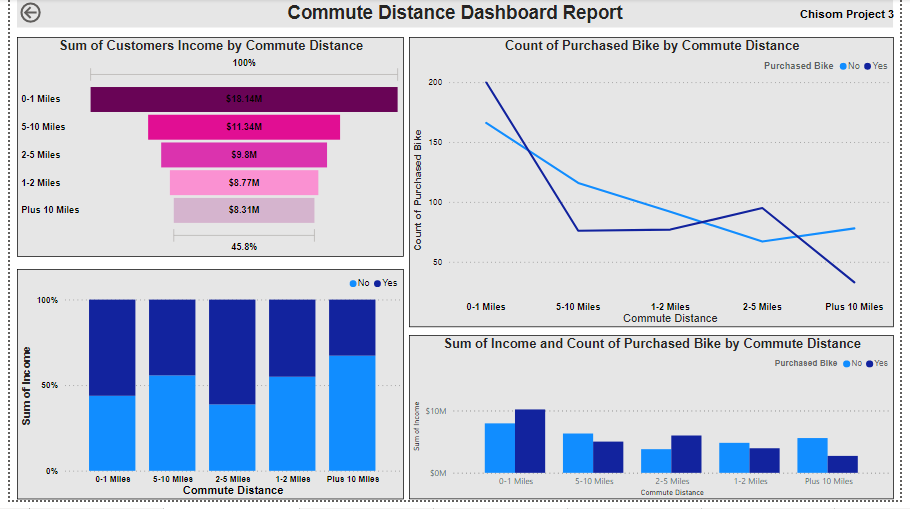 Commute Distance Dashboard Report
Chisom Project 3
Sum of Customers Income by Commute Distance
100%
0-1 Miles $18.14M
5-10 Miles $11.34M
2-5 Miles $9.8M
1-2 Miles $8.77M
Plus 10 Miles $8.31M
45.8%
Count of Purchased Bike by Commute Distance
Purchased Bike No Yes
Count of Purchased Bike
200
150
100
50
0-1 Miles 5-10 Miles 1-2 Miles 2-5 Miles Plus 10 Miles
Commute Distance
No Yes
Sum of Income
100%
50%
0%
0-1 Miles 5-10 Miles 2-5 Miles 1-2 Miles Plus 10 Miles
Commute Distance
Sum of Income and Count of Purchased Bike by Commute Distance
Purchased Bike No Yes
Sum of Income
$10M
$0M
0-1 Miles 5-10 Miles 2-5 Miles 1-2 Miles Plus 10 Miles
Commute Distance